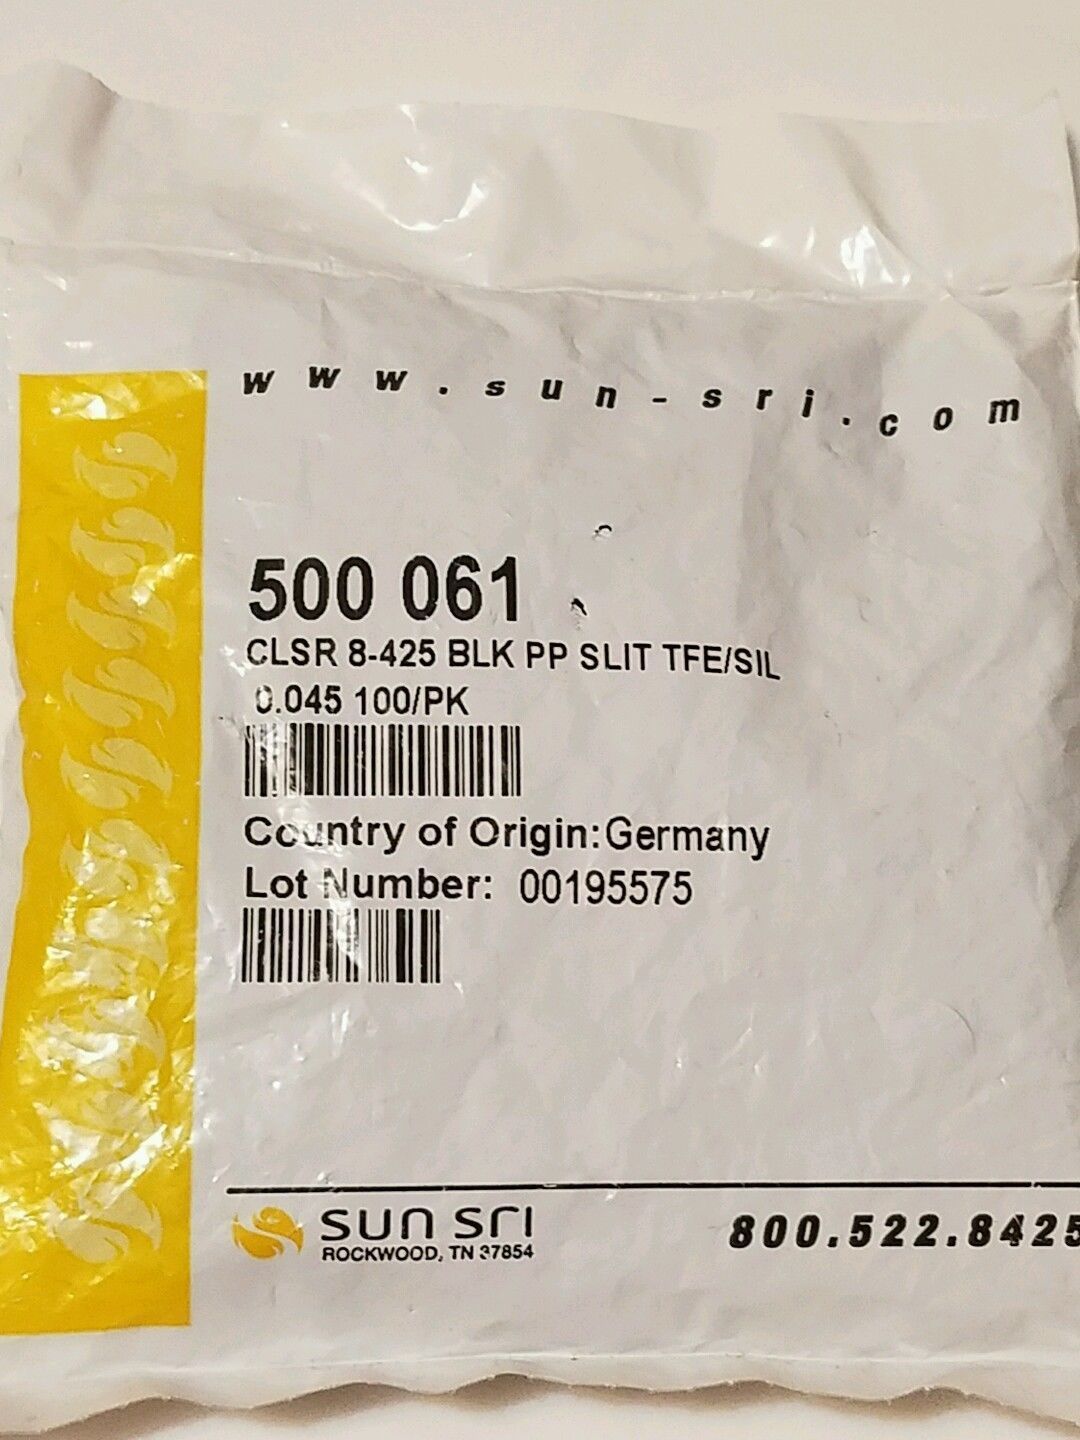 www.sun-sri.com
500 061
CLSR 8-425 BLK PP SLIT TFE/SIL
0.045 100/PK
Country of Origin:Germany
Lot Number: 00195575
SUN SRI
ROCKWOOD, TN 37854
800.522.8425